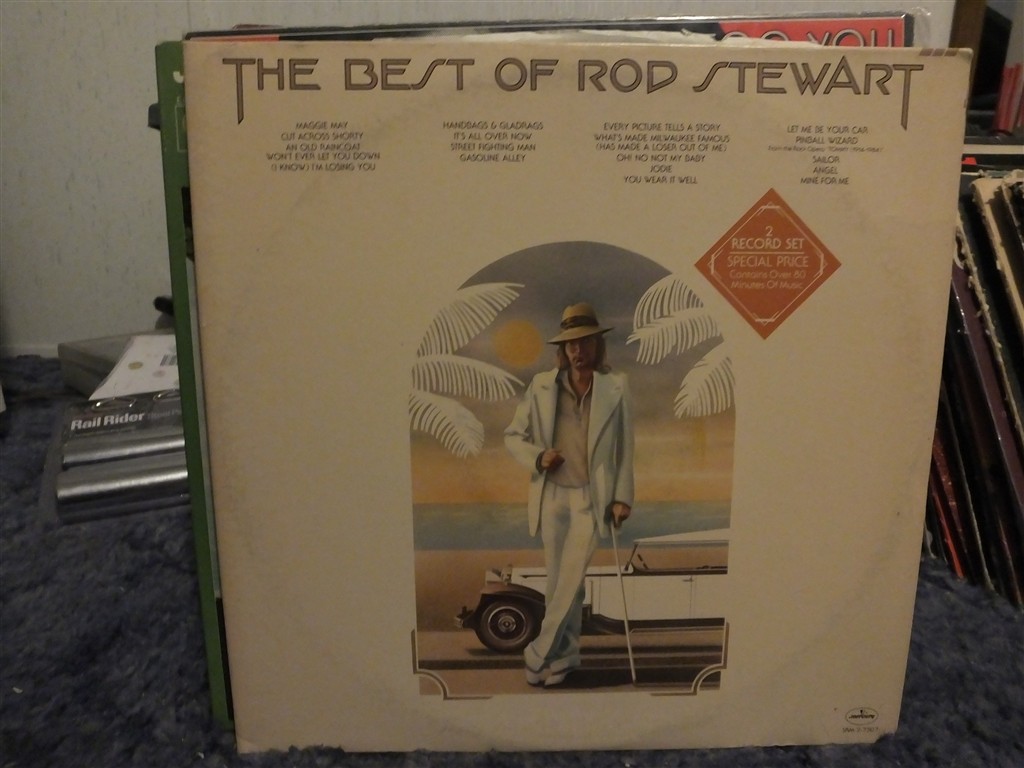 THE BEST OF ROD STEWART
MAGGIE MAY
CUT ACROSS SHORTY
AN OLD RAINCOAT
WON'T EVER LET YOU DOWN
(I KNOW) I'M LOSING YOU
HANDBAGS & GLADRAGS
IT'S ALL OVER NOW
STREET FIGHTING MAN
GASOLINE ALLEY
EVERY PICTURE TELLS A STORY
WHAT'S MADE MILWAUKEE FAMOUS
(HAS MADE A LOSER OUT OF ME)
OH! NO NOT MY BABY
JODIE
YOU WEAR IT WELL
LET ME BE YOUR CAR
PINBALL WIZARD
SAILOR
ANGEL
MINE FOR ME
2
RECORD SET
SPECIAL PRICE
Contains Over 80
Minutes Of Music
YOU
Rail Rider